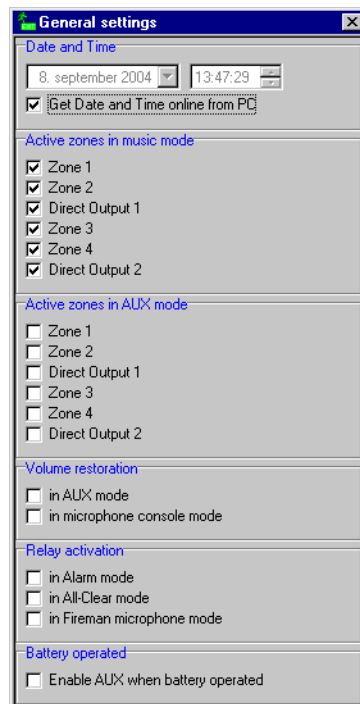 General settings
Date and Time
8. september 2004 13:47:29
Get Date and Time online from PC
Active zones in music mode
Zone 1
Zone 2
Direct Output 1
Zone 3
Zone 4
Direct Output 2
Active zones in AUX mode
Zone 1
Zone 2
Direct Output 1
Zone 3
Zone 4
Direct Output 2
Volume restoration
in AUX mode
in microphone console mode
Relay activation
in Alarm mode
in All-Clear mode
in Fireman microphone mode
Battery operated
Enable AUX when battery operated